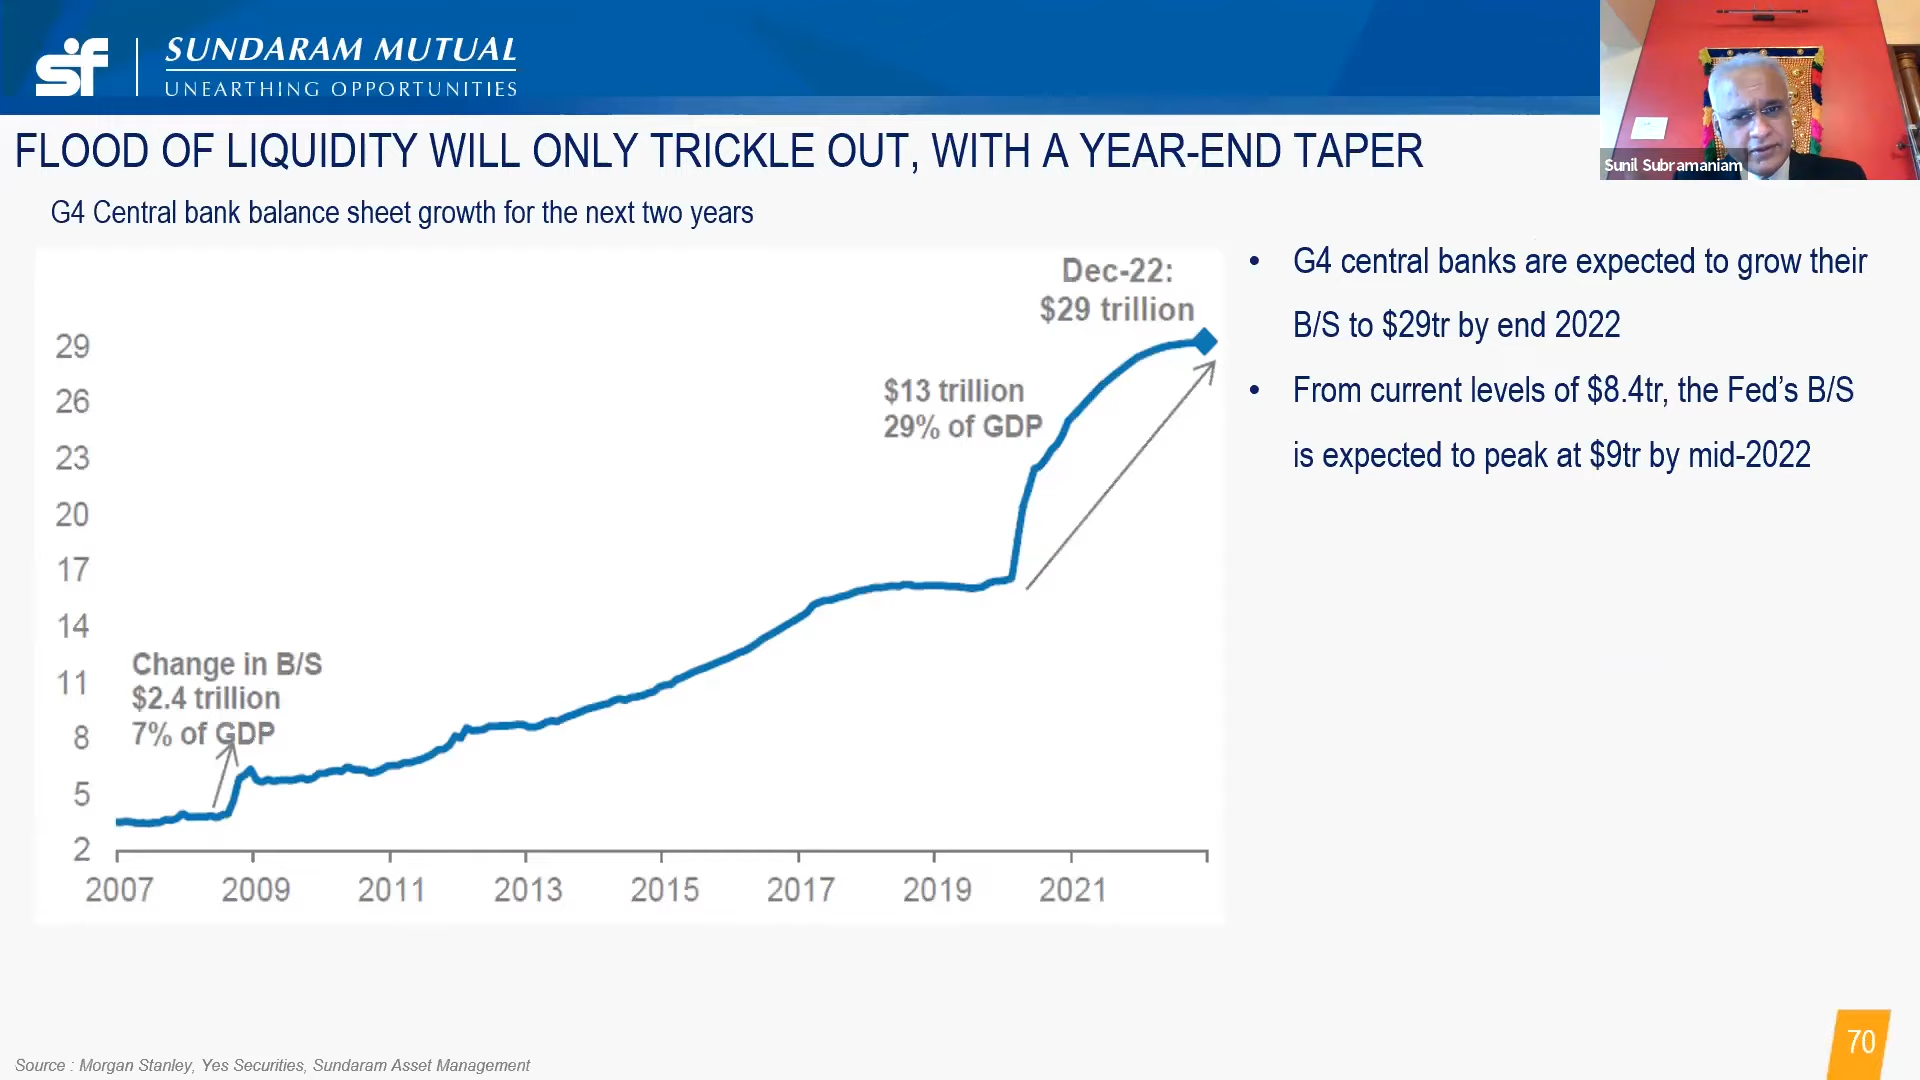 sf
SUNDARAM MUTUAL
UNEARTHING OPPORTUNITIES
Sunil Subramaniam
FLOOD OF LIQUIDITY WILL ONLY TRICKLE OUT, WITH A YEAR-END TAPER
G4 Central bank balance sheet growth for the next two years
Dec-22:
$29 trillion
$13 trillion
29% of GDP
Change in B/S
$2.4 trillion
7% of GDP
29
26
23
20
17
14
11
8
5
2
2007 2009 2011 2013 2015 2017 2019 2021
• G4 central banks are expected to grow their
B/S to $29tr by end 2022
• From current levels of $8.4tr, the Fed’s B/S
is expected to peak at $9tr by mid-2022
Source : Morgan Stanley, Yes Securities, Sundaram Asset Management
70